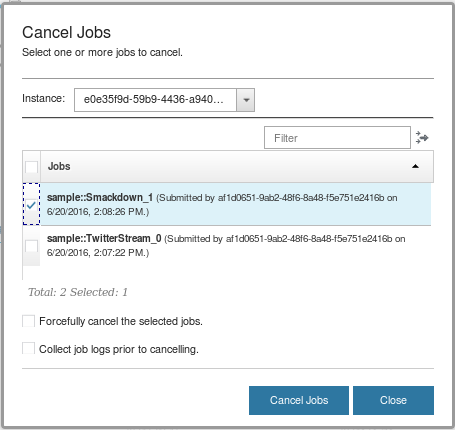 Cancel Jobs
Select one or more jobs to cancel.
Instance: e0e35f9d-59b9-4436-a940...
Filter
Jobs
sample::Smackdown_1 (Submitted by af1d0651-9ab2-48f6-8a48-f5e751e2416b on
6/20/2016, 2:08:26 PM.)
sample::TwitterStream_0 (Submitted by af1d0651-9ab2-48f6-8a48-f5e751e2416b on
6/20/2016, 2:07:22 PM.)
Total: 2 Selected: 1
Forcefully cancel the selected jobs.
Collect job logs prior to cancelling.
Cancel Jobs Close